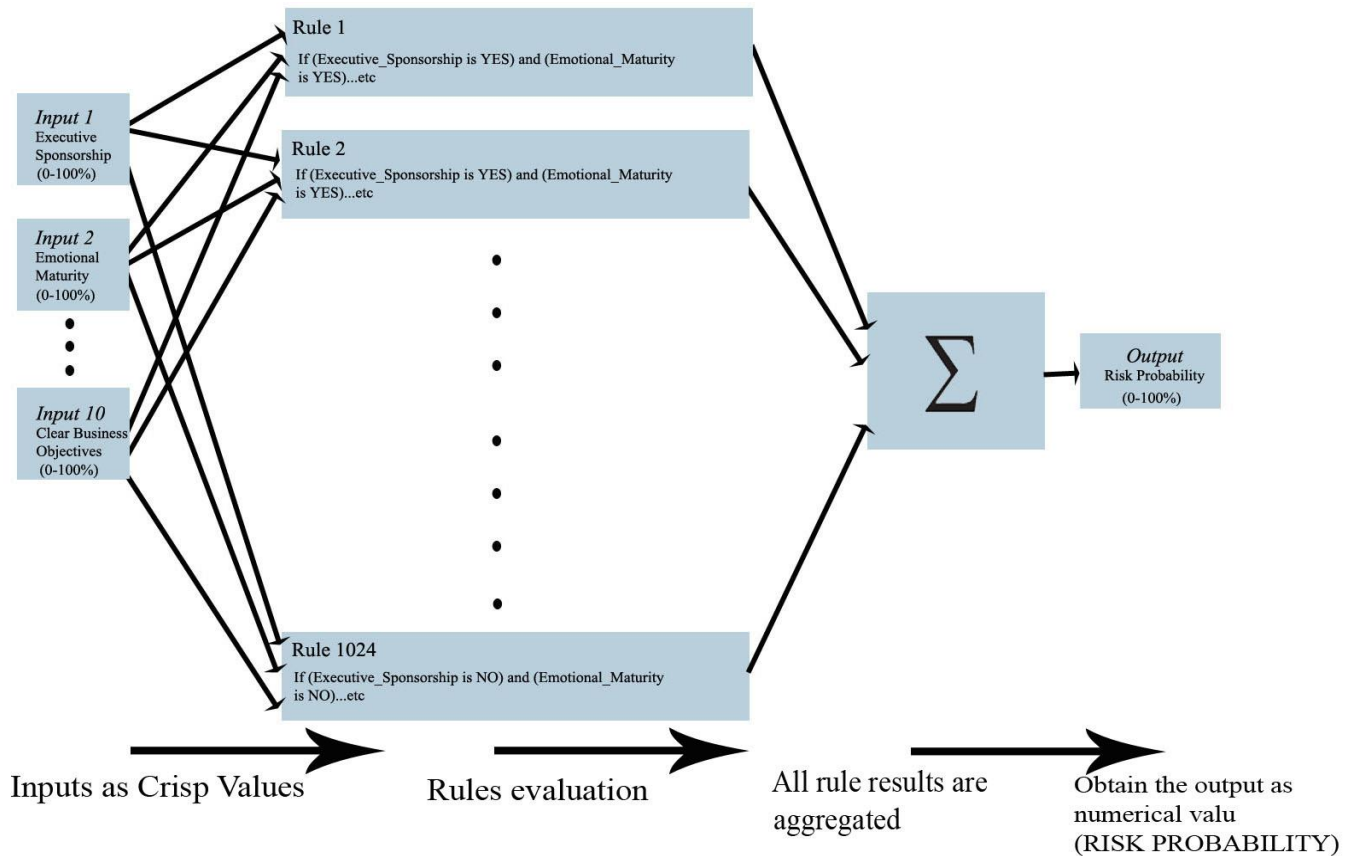 Input 1
Executive
Sponsorship
(0-100%)
Input 2
Emotional
Maturity
(0-100%)
Input 10
Clear Business
Objectives
(0-100%)
Rule 1
If (Executive_Sponsorship is YES) and (Emotional_Maturity
is YES)...etc
Rule 2
If (Executive_Sponsorship is YES) and (Emotional_Maturity
is YES)...etc
Rule 1024
If (Executive_Sponsorship is NO) and (Emotional_Maturity
is NO)...etc
Σ
Output
Risk Probability
(0-100%)
Inputs as Crisp Values
Rules evaluation
All rule results are
aggregated
Obtain the output as
numerical valu
(RISK PROBABILITY)